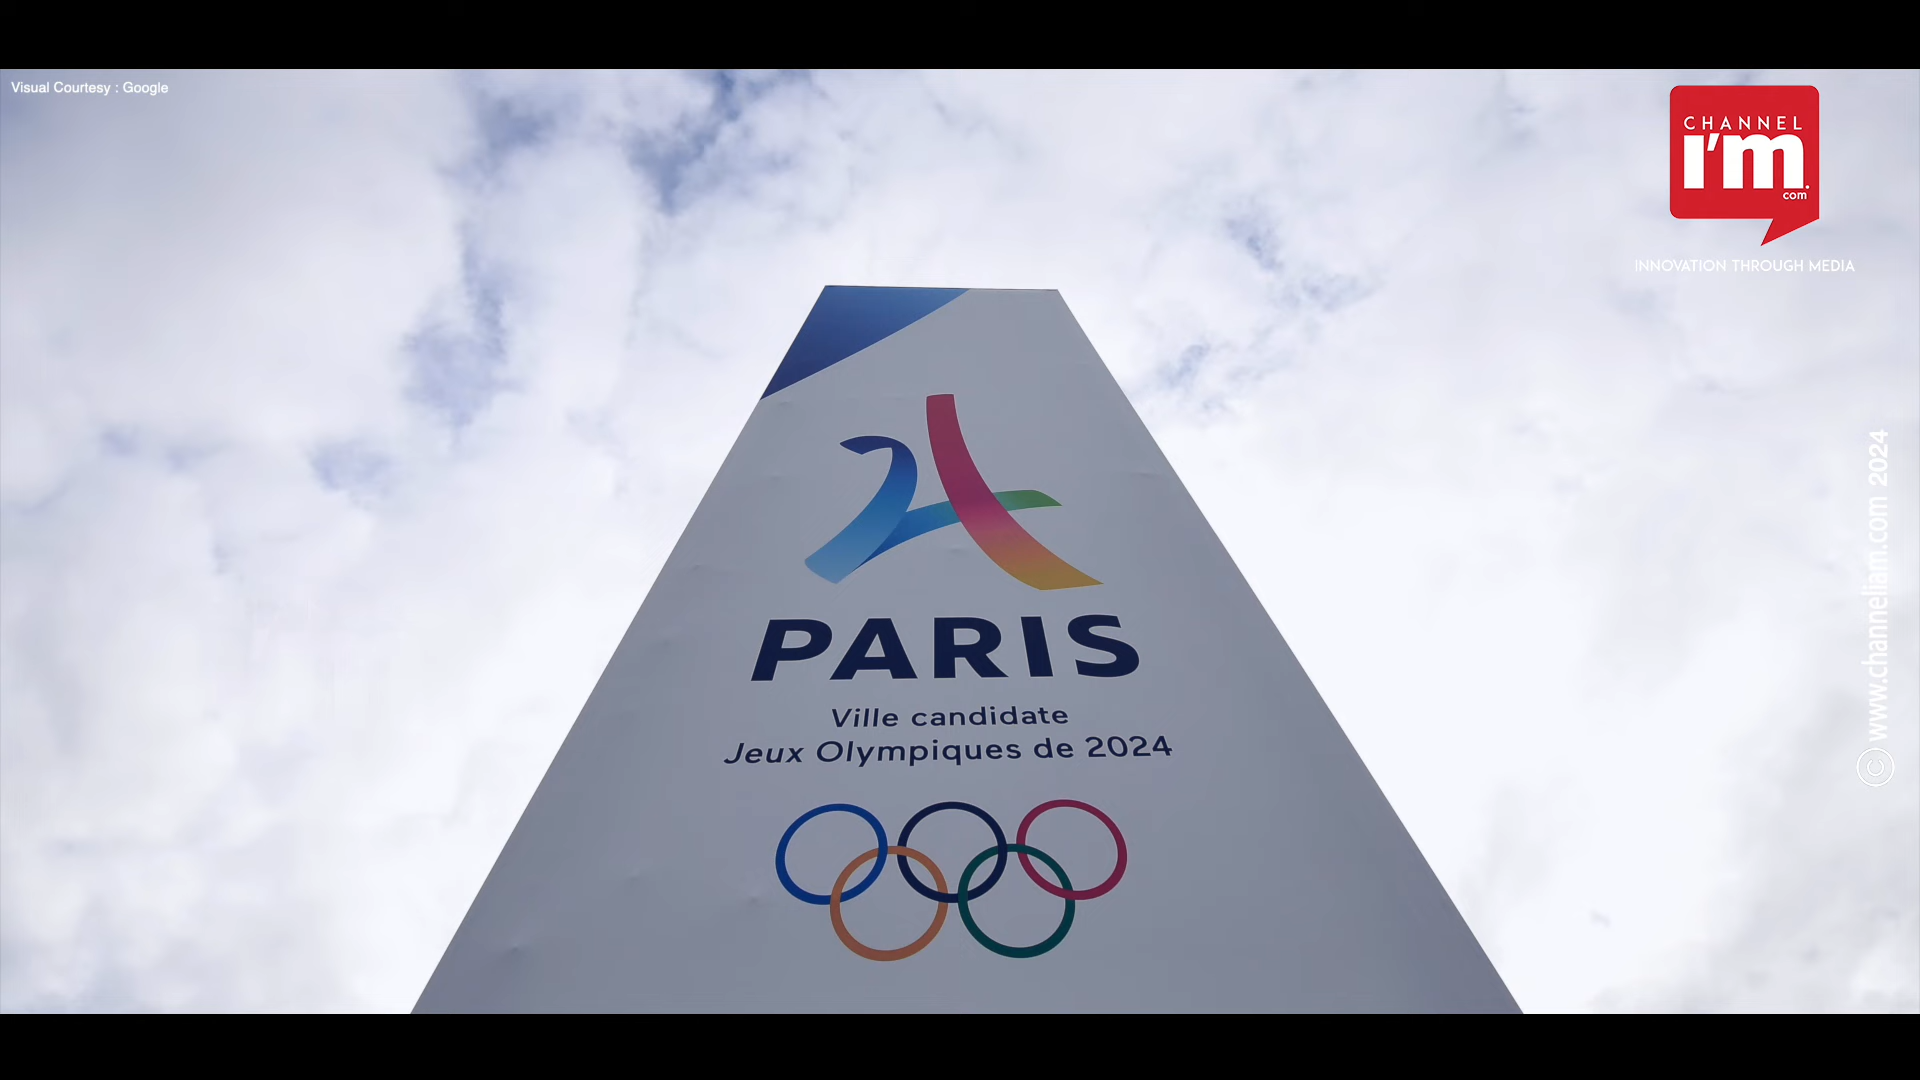 Visual Courtesy : Google
CHANNEL
I'M
.com
INNOVATION THROUGH MEDIA
PARIS
Ville candidate
Jeux Olympiques de 2024
© www.channeliam.com 2024